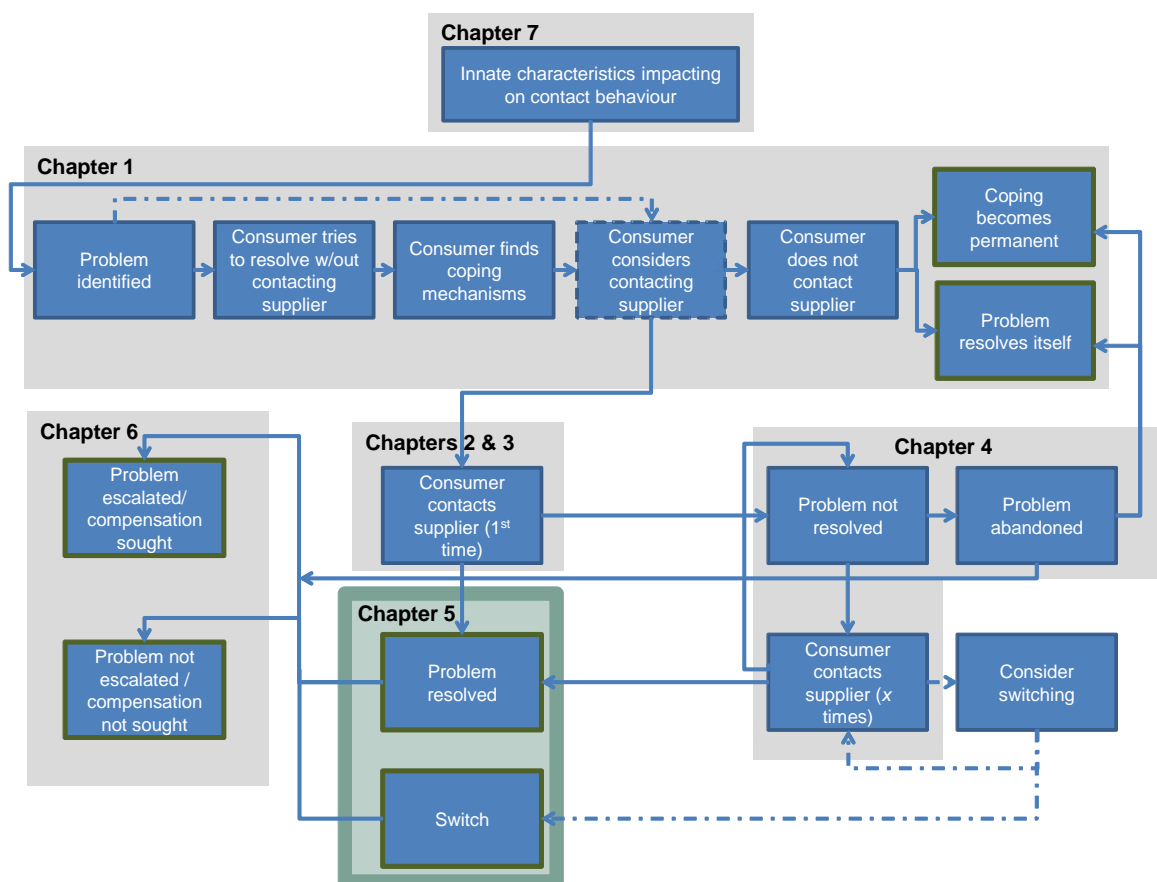 Chapter 7
Innate characteristics impacting
on contact behaviour
Chapter 1
Problem
identified
Consumer tries
to resolve w/out
contacting
supplier
Consumer finds
coping
mechanisms
Consumer
considers
contacting
supplier
Consumer
does not
contact
supplier
Coping
becomes
permanent
Problem
resolves itself
Chapter 6
Problem
escalated/
compensation
sought
Problem not
escalated /
compensation
not sought
Chapters 2 & 3
Consumer
contacts
supplier (1st
time)
Chapter 4
Problem not
resolved
Problem
abandoned
Chapter 5
Problem
resolved
Consumer
contacts
supplier (x
times)
Consider
switching
Switch